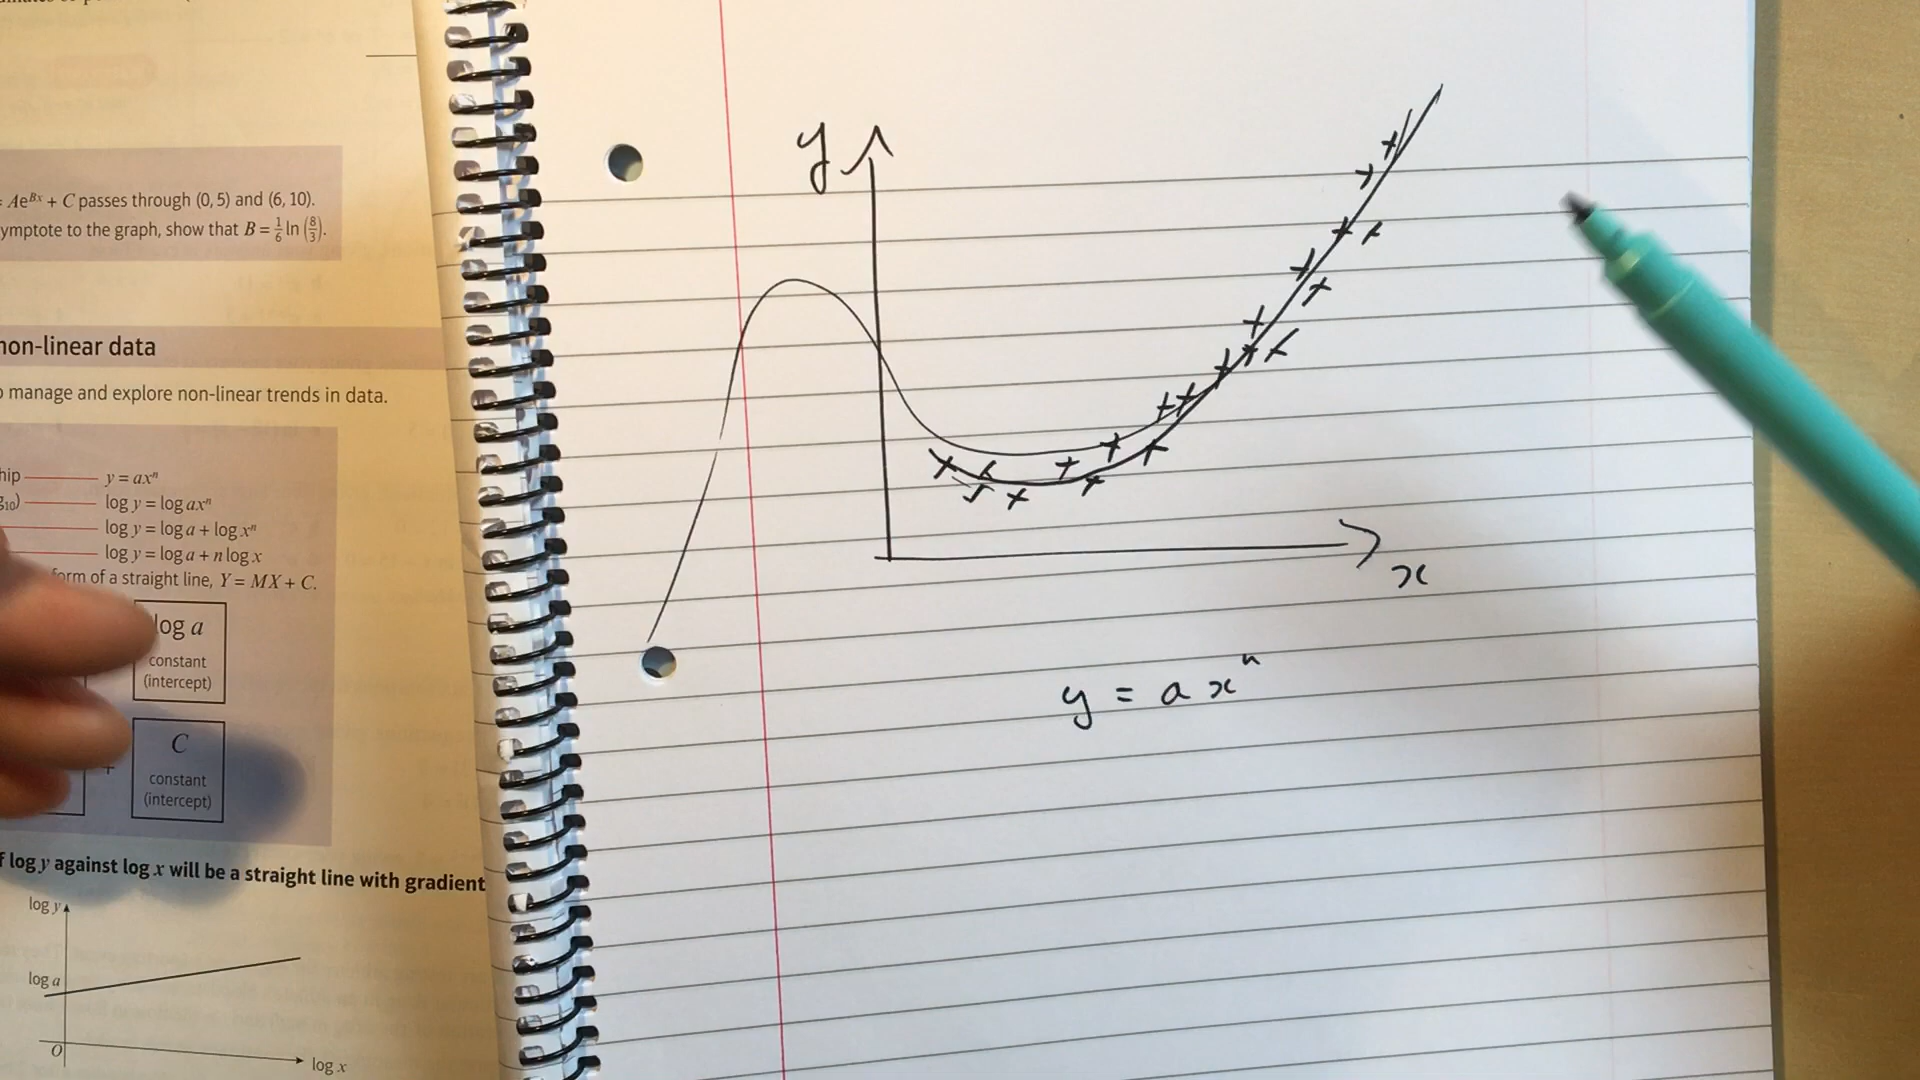 Ae^{Bx} + C passes through (0, 5) and (6, 10).
to the graph, show that B = \frac{1}{6} ln (\frac{8}{3}).
non-linear data
manage and explore non-linear trends in data.
y = ax^n
log y = log ax^n
log y = log a + log x^n
log y = log a + n log x
form of a straight line, Y = MX + C.
log a
constant
(intercept)
+
C
constant
(intercept)
log y against log x will be a straight line with gradient
log y
log a
O
log x
y
x
y = a x^n